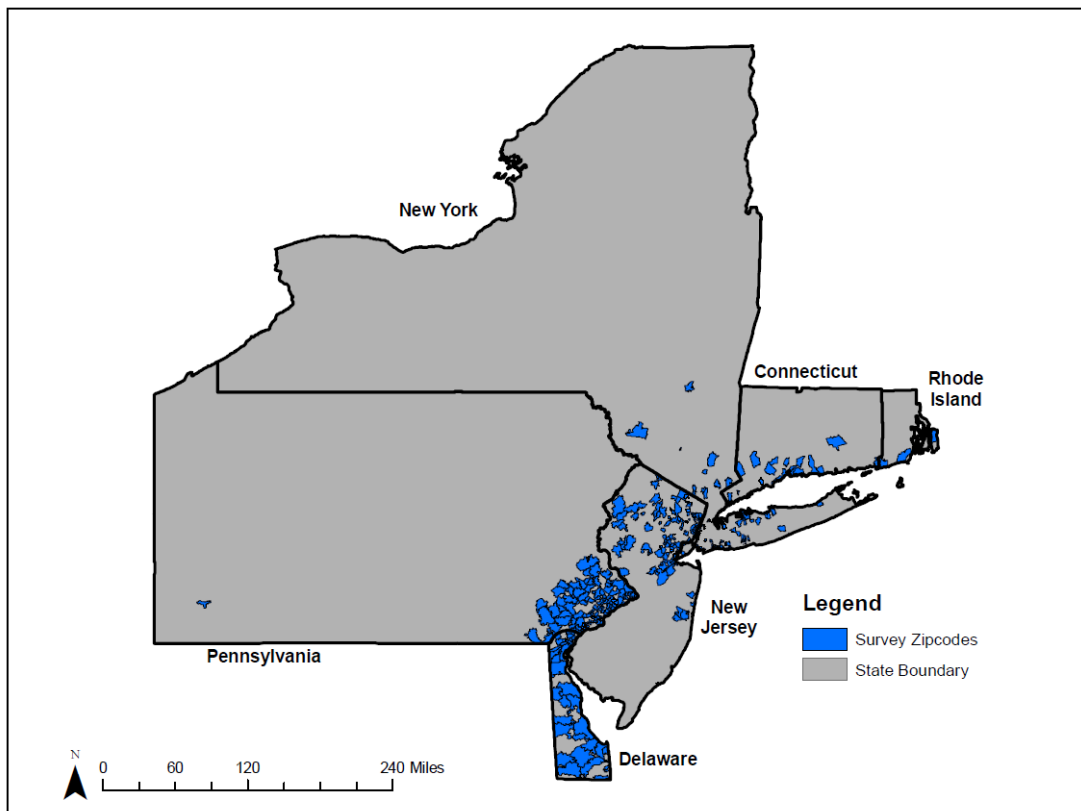 New York
Connecticut
Rhode
Island
New
Jersey
Legend
Survey Zipcodes
State Boundary
Pennsylvania
Delaware
N
0 60 120 240 Miles